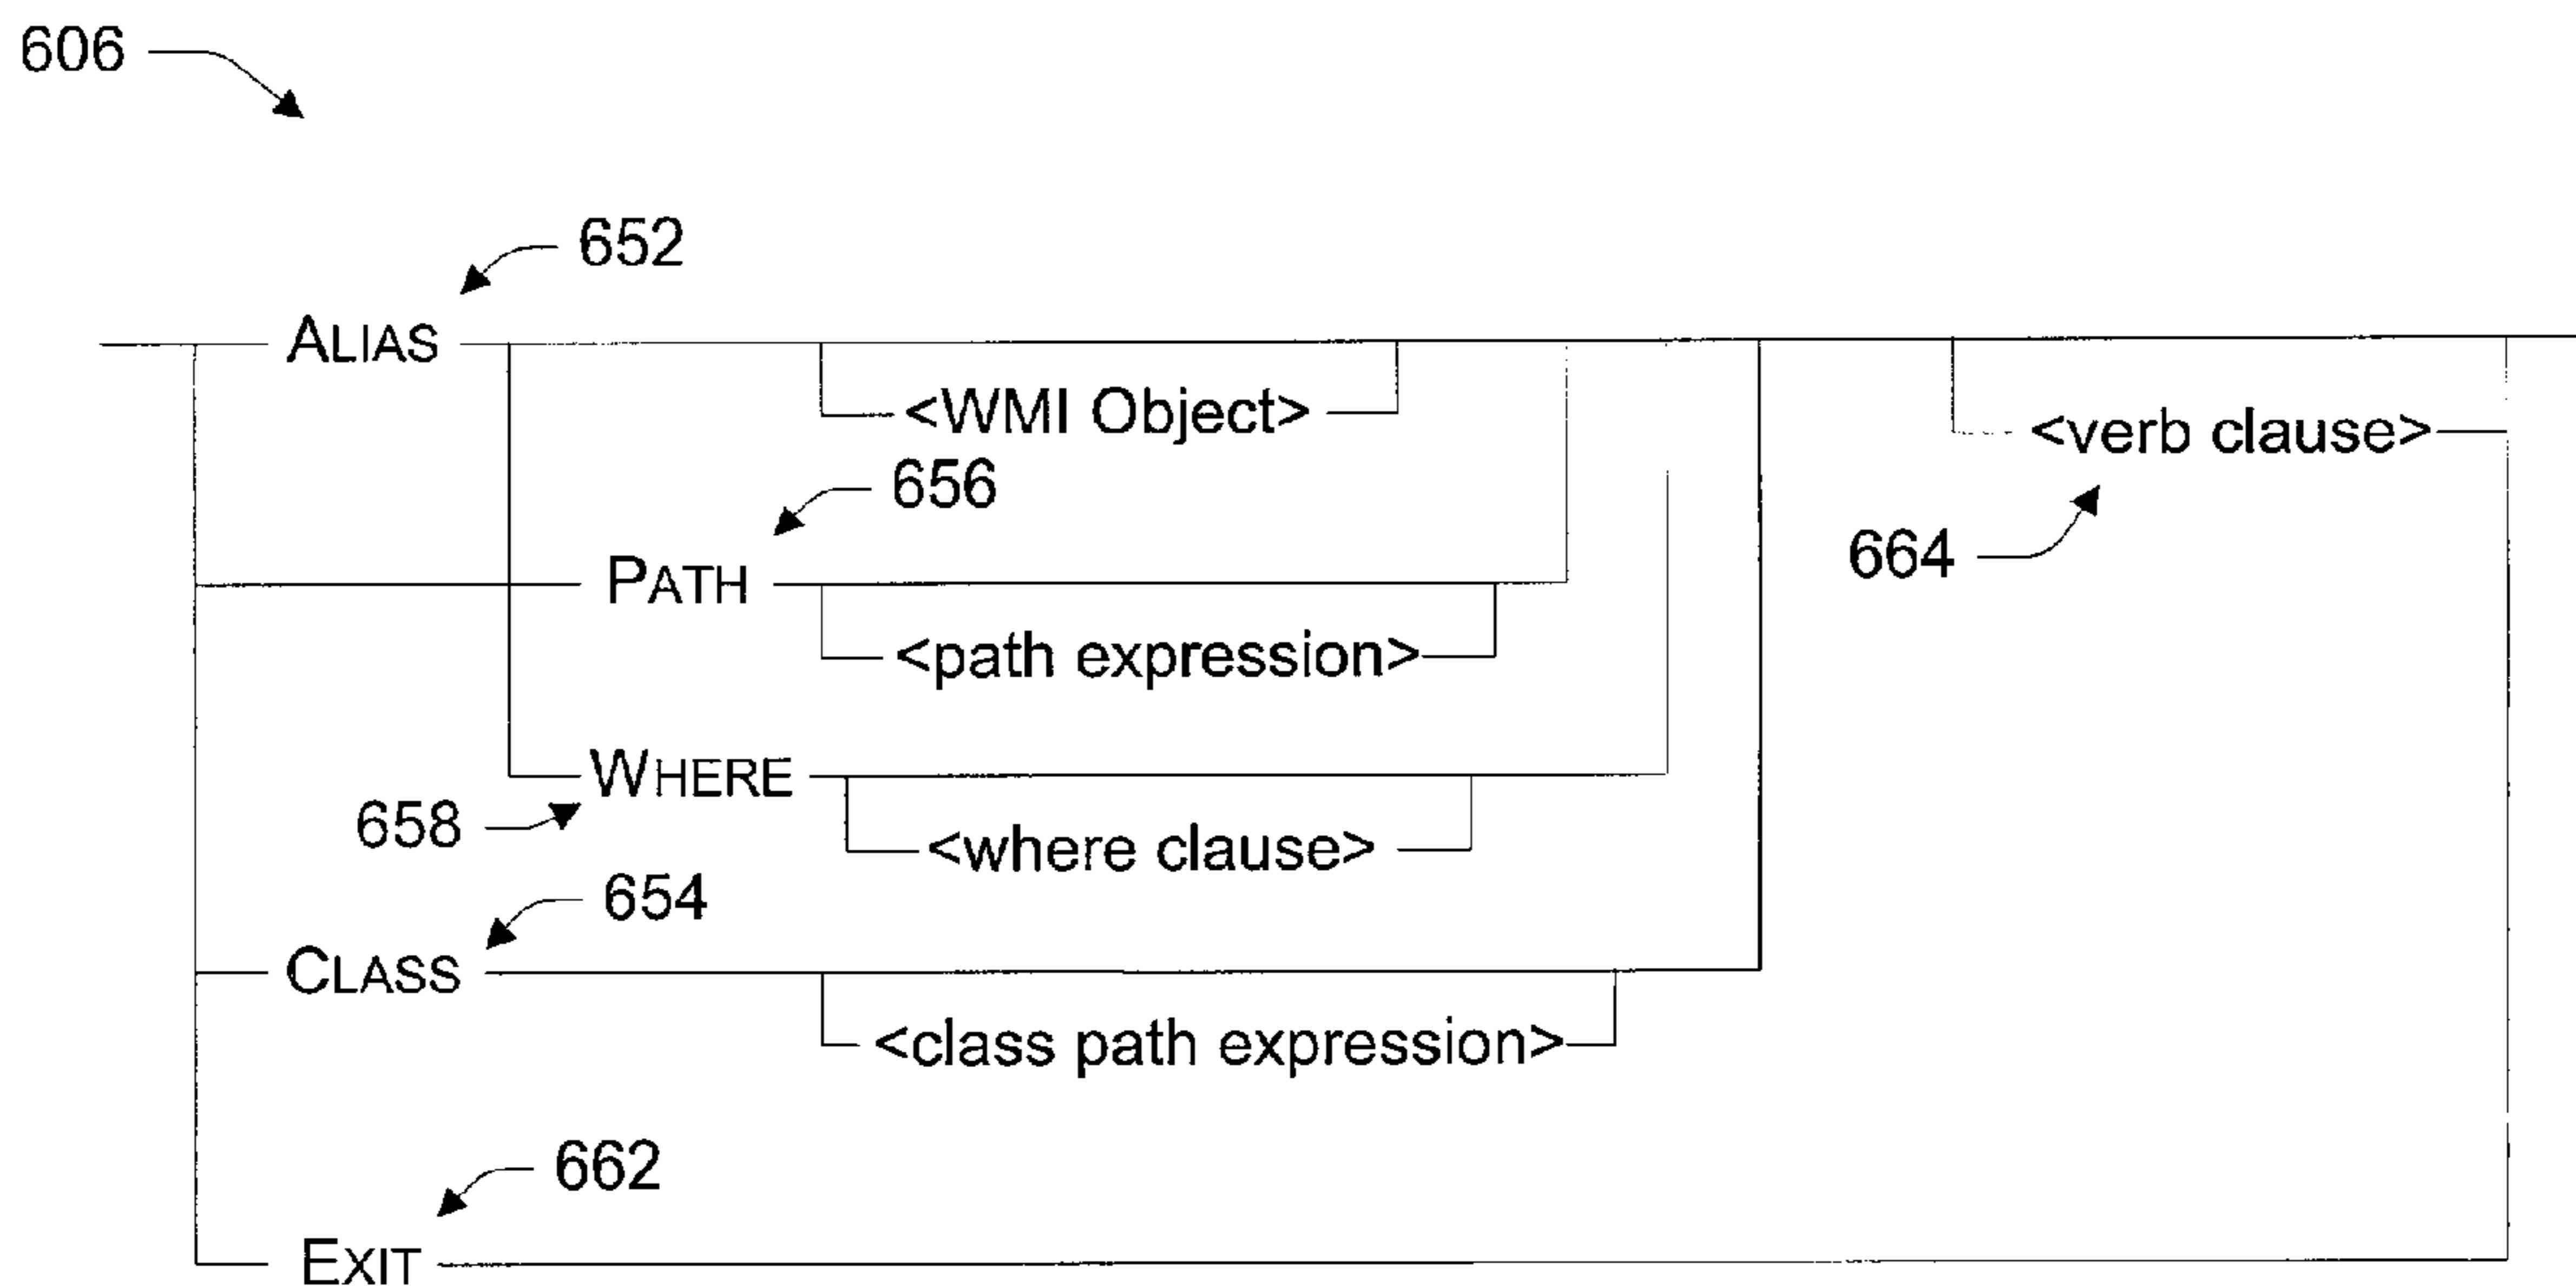 606
652
ALIAS
<WMI Object>
<verb clause>
656
664
PATH
<path expression>
WHERE
658
<where clause>
654
CLASS
<class path expression>
662
EXIT